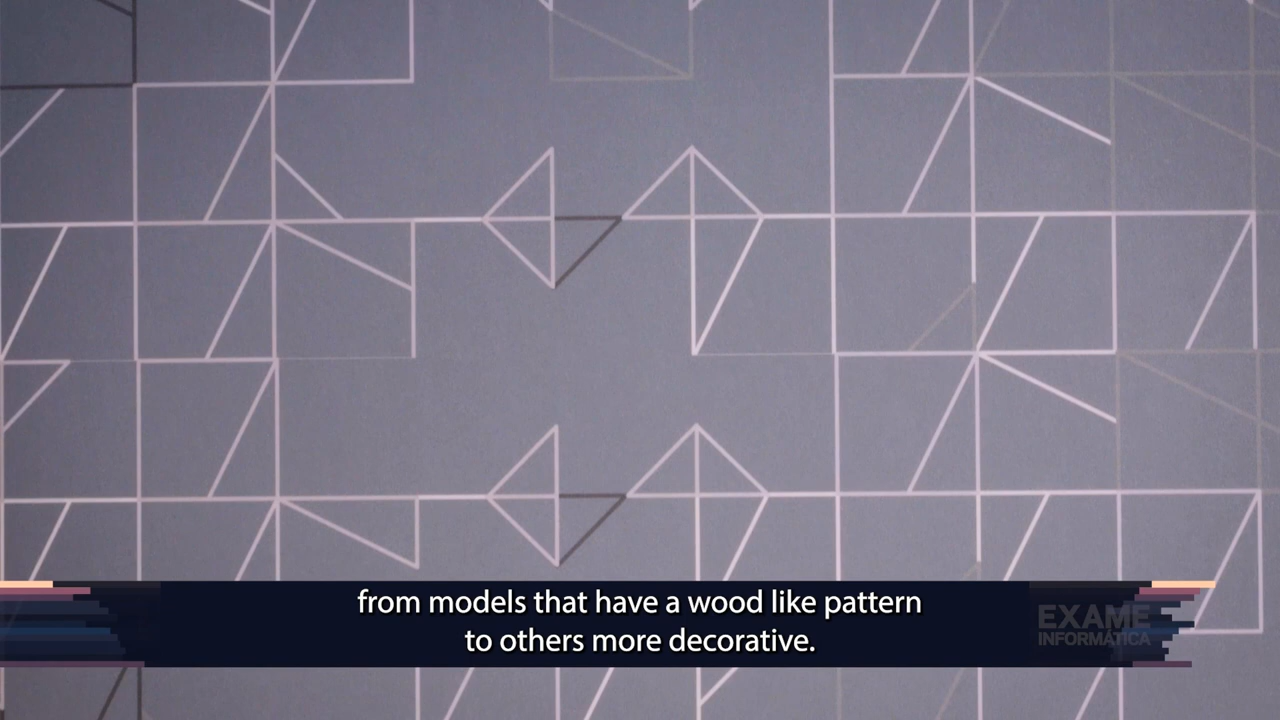 from models that have a wood like pattern
to others more decorative.
EXAME
INFORMÁTICA